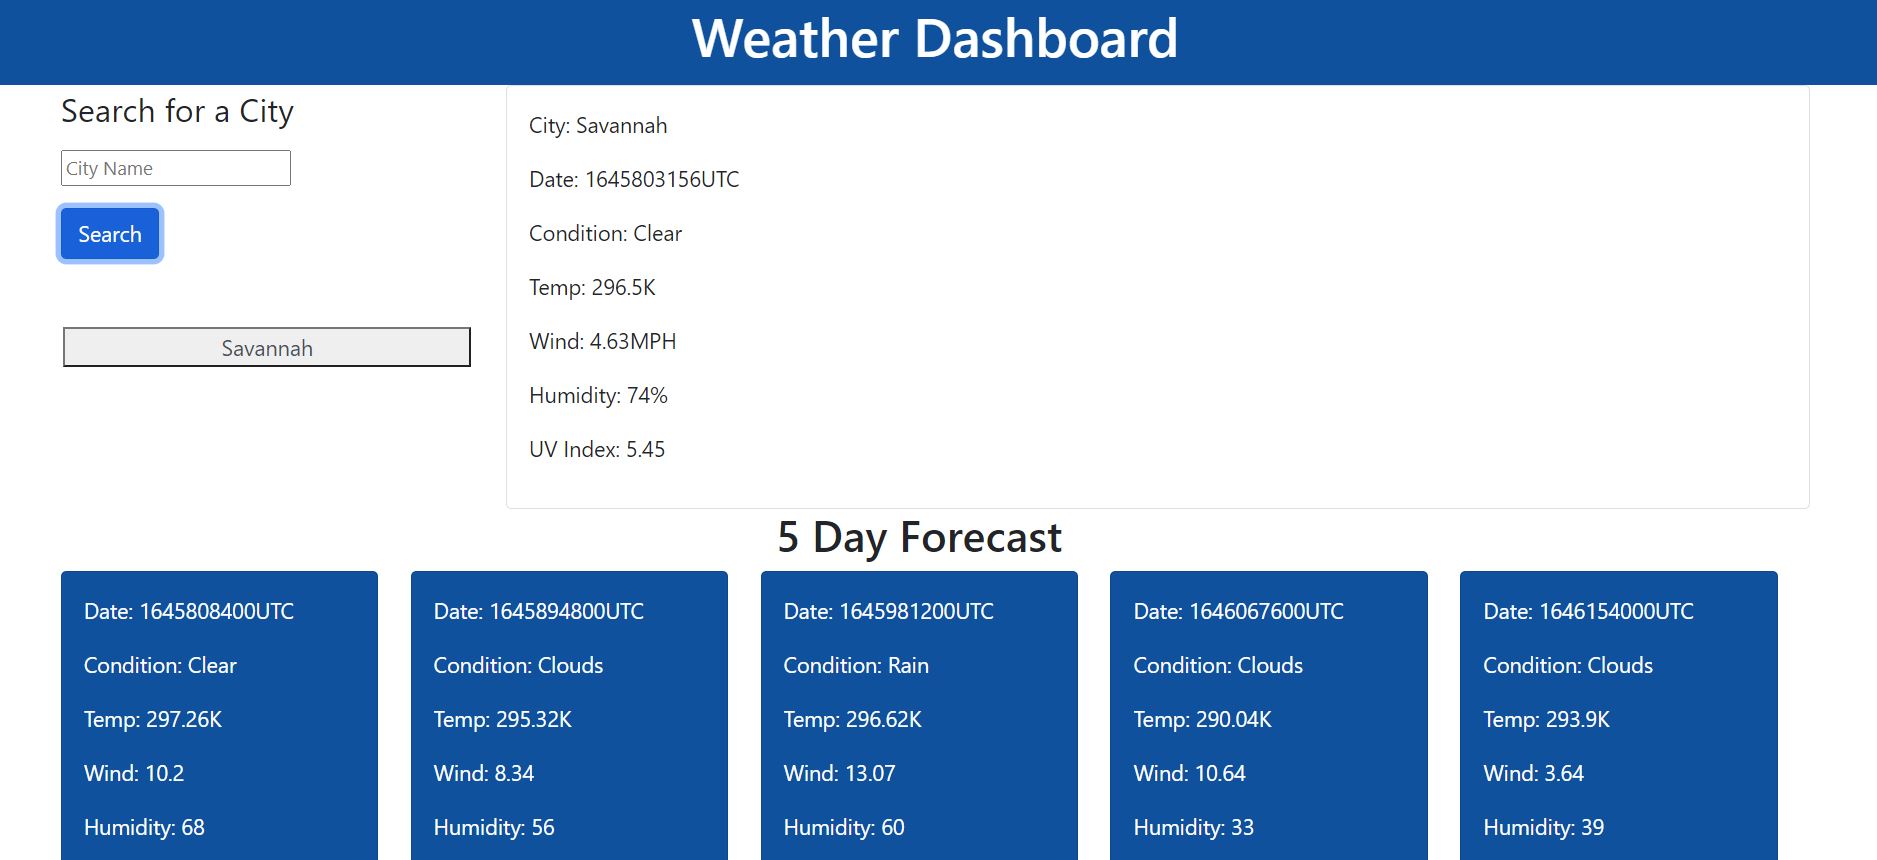 Weather Dashboard
Search for a City
City Name
Search
Savannah
City: Savannah
Date: 1645803156UTC
Condition: Clear
Temp: 296.5K
Wind: 4.63MPH
Humidity: 74%
UV Index: 5.45
5 Day Forecast
Date: 1645808400UTC
Condition: Clear
Temp: 297.26K
Wind: 10.2
Humidity: 68
Date: 1645894800UTC
Condition: Clouds
Temp: 295.32K
Wind: 8.34
Humidity: 56
Date: 1645981200UTC
Condition: Rain
Temp: 296.62K
Wind: 13.07
Humidity: 60
Date: 1646067600UTC
Condition: Clouds
Temp: 290.04K
Wind: 10.64
Humidity: 33
Date: 1646154000UTC
Condition: Clouds
Temp: 293.9K
Wind: 3.64
Humidity: 39